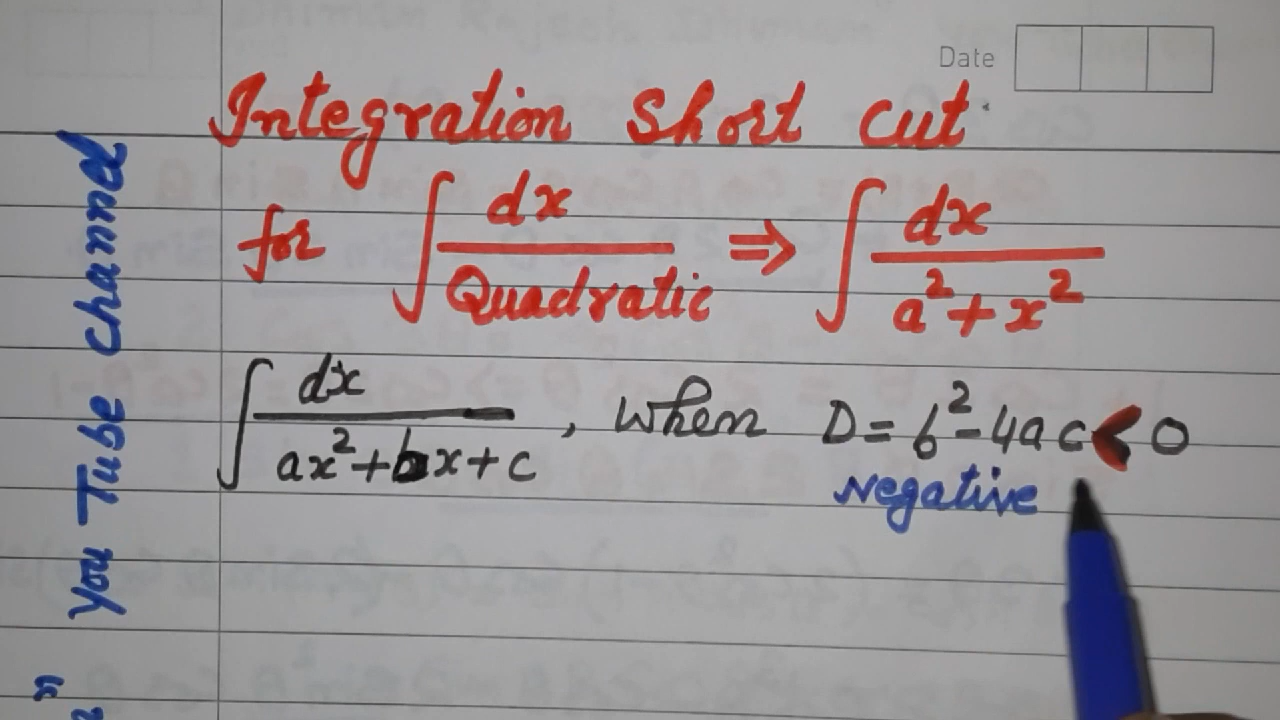 Date
Integration Short cut
for ∫ dx / Quadratic ⇒ ∫ dx / a² + x²
∫ dx / ax² + bx + c , when D = b² - 4ac < 0
Negative
You Tube channel